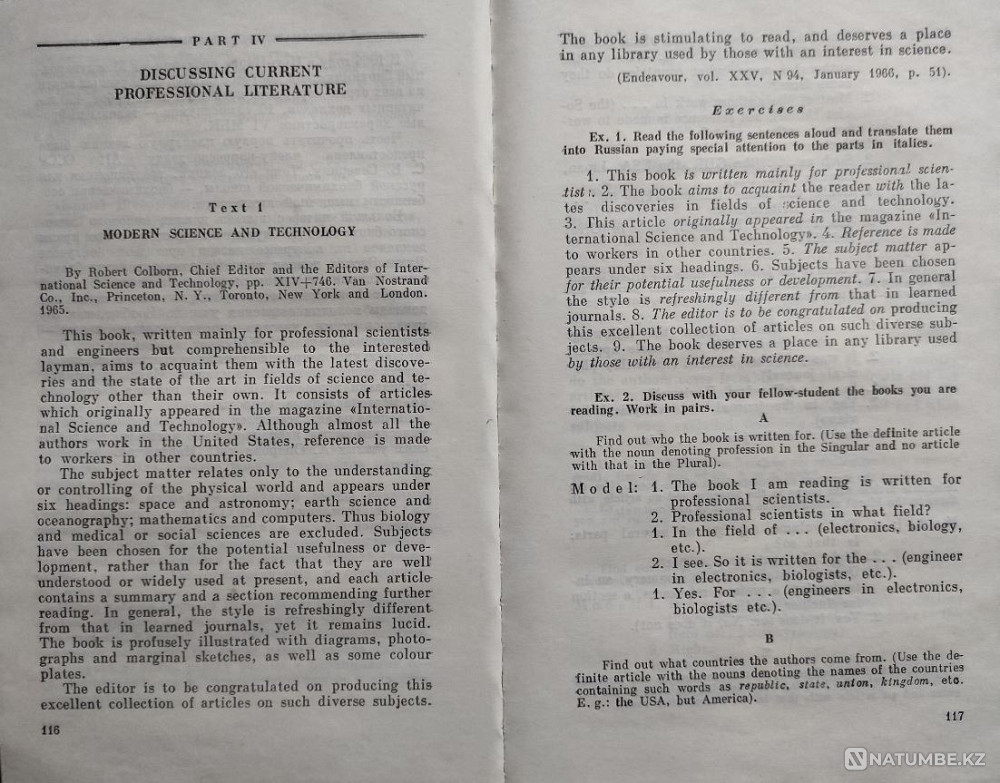 PART IV
DISCUSSING CURRENT
PROFESSIONAL LITERATURE
Text 1
MODERN SCIENCE AND TECHNOLOGY
By Robert Colborn, Chief Editor and the Editors of Inter-
national Science and Technology, pp. XIV+746. Van Nostrand
Co., Inc., Princeton, N. Y., Toronto, New York and London.
1965.
This book, written mainly for professional scientists
and engineers but comprehensible to the interested
layman, aims to acquaint them with the latest discove-
ries and the state of the art in fields of science and te-
chnology other than their own. It consists of articles
which originally appeared in the magazine «Internatio-
nal Science and Technology». Although almost all the
authors work in the United States, reference is made
to workers in other countries.
The subject matter relates only to the understanding
or controlling of the physical world and appears under
six headings: space and astronomy; earth science and
oceanography; mathematics and computers. Thus biology
and medical or social sciences are excluded. Subjects
have been chosen for the potential usefulness or deve-
lopment, rather than for the fact that they are well
understood or widely used at present, and each article
contains a summary and a section recommending further
reading. In general, the style is refreshingly different
from that in learned journals, yet it remains lucid.
The book is profusely illustrated with diagrams, photo-
graphs and marginal sketches, as well as some colour
plates.
The editor is to be congratulated on producing this
excellent collection of articles on such diverse subjects.
116
The book is stimulating to read, and deserves a place
in any library used by those with an interest in science.
(Endeavour, vol. XXV, N 94, January 1966, p. 51).
Exercises
Ex. 1. Read the following sentences aloud and translate them
into Russian paying special attention to the parts in italics.
1. This book is written mainly for professional scien-
tists. 2. The book aims to acquaint the reader with the la-
tes discoveries in fields of science and technology.
3. This article originally appeared in the magazine «In-
ternational Science and Technology». 4. Reference is made
to workers in other countries. 5. The subject matter ap-
pears under six headings. 6. Subjects have been chosen
for their potential usefulness or development. 7. In general
the style is refreshingly different from that in learned
journals. 8. The editor is to be congratulated on producing
this excellent collection of articles on such diverse sub-
jects. 9. The book deserves a place in any library used
by those with an interest in science.
Ex. 2. Discuss with your fellow-student the books you are
reading. Work in pairs.
A
Find out who the book is written for. (Use the definite article
with the noun denoting profession in the Singular and no article
with that in the Plural).
Model: 1. The book I am reading is written for
professional scientists.
2. Professional scientists in what field?
1. In the field of . . . (electronics, biology,
etc.).
2. I see. So it is written for the . . . (engineer
in electronics, biologists, etc.).
1. Yes. For . . . (engineers in electronics,
biologists etc.).
B
Find out what countries the authors come from. (Use the de-
finite article with the nouns denoting the names of the countries
containing such words as republic, state, union, kingdom, etc.
E. g.: the USA, but America).
117
NATUMBE.KZ